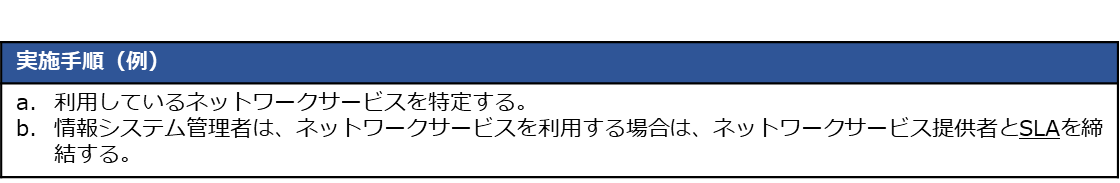 実施手順（例）
a. 利用しているネットワークサービスを特定する。
b. 情報システム管理者は、ネットワークサービスを利用する場合は、ネットワークサービス提供者とSLAを締
結する。